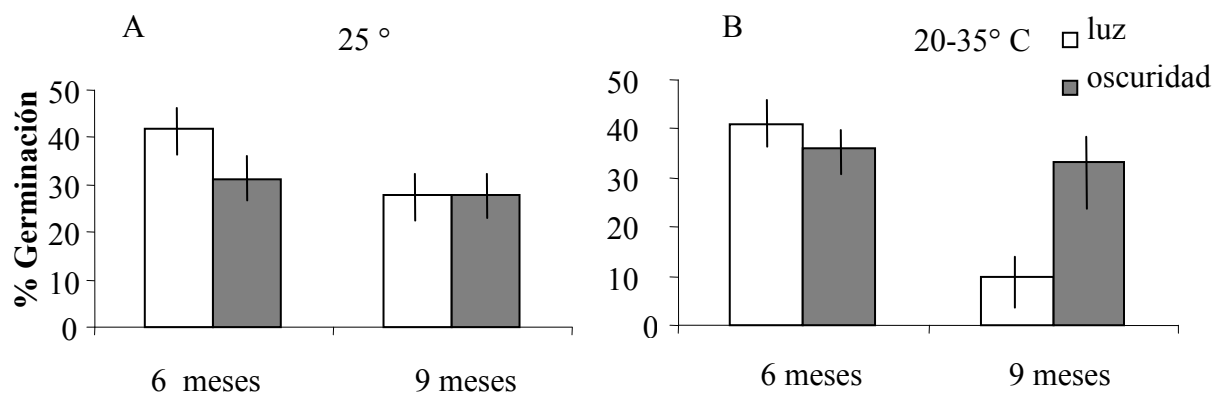 A
25 °
% Germinación
50
40
30
20
10
0
6 meses
9 meses
B
20-35° C
luz
oscuridad
50
40
30
20
10
0
6 meses
9 meses